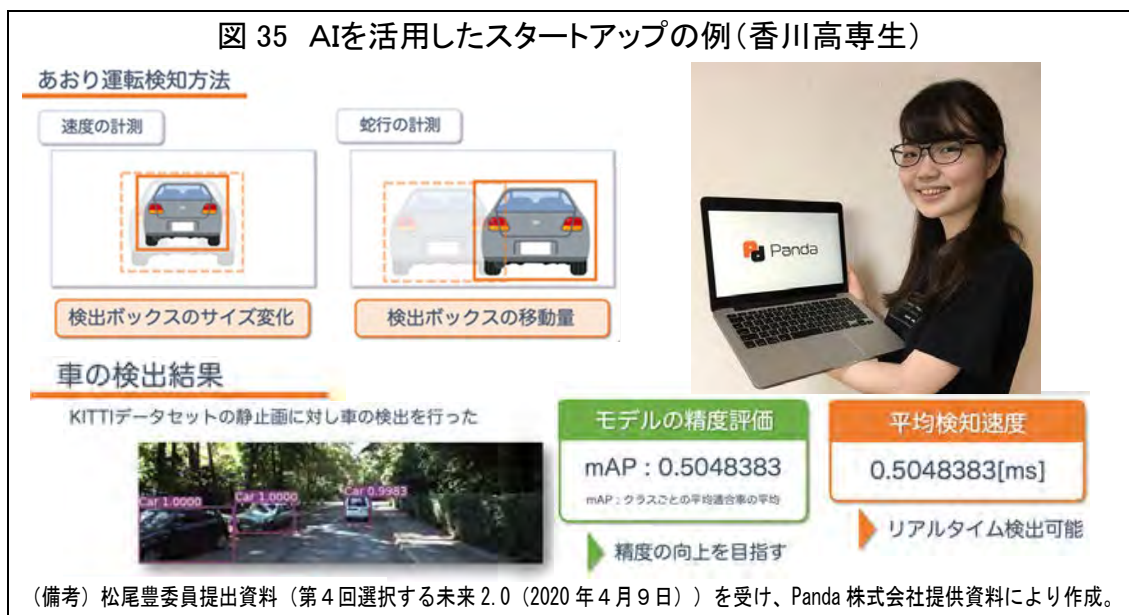 図 35　AIを活用したスタートアップの例(香川高専生)
あおり運転検知方法
速度の計測
蛇行の計測
検出ボックスのサイズ変化
検出ボックスの移動量
Panda
車の検出結果
KITTIデータセットの静止画に対し車の検出を行った
Car 1.0000
Car 1.0000
Car 0.9983
モデルの精度評価
mAP : 0.5048383
mAP：クラスごとの平均適合車の平均
精度の向上を目指す
平均検知速度
0.5048383[ms]
リアルタイム検出可能
(備考) 松尾豊委員提出資料（第４回選択する未来 2.0（2020 年４月９日））を受け、Panda 株式会社提供資料により作成。